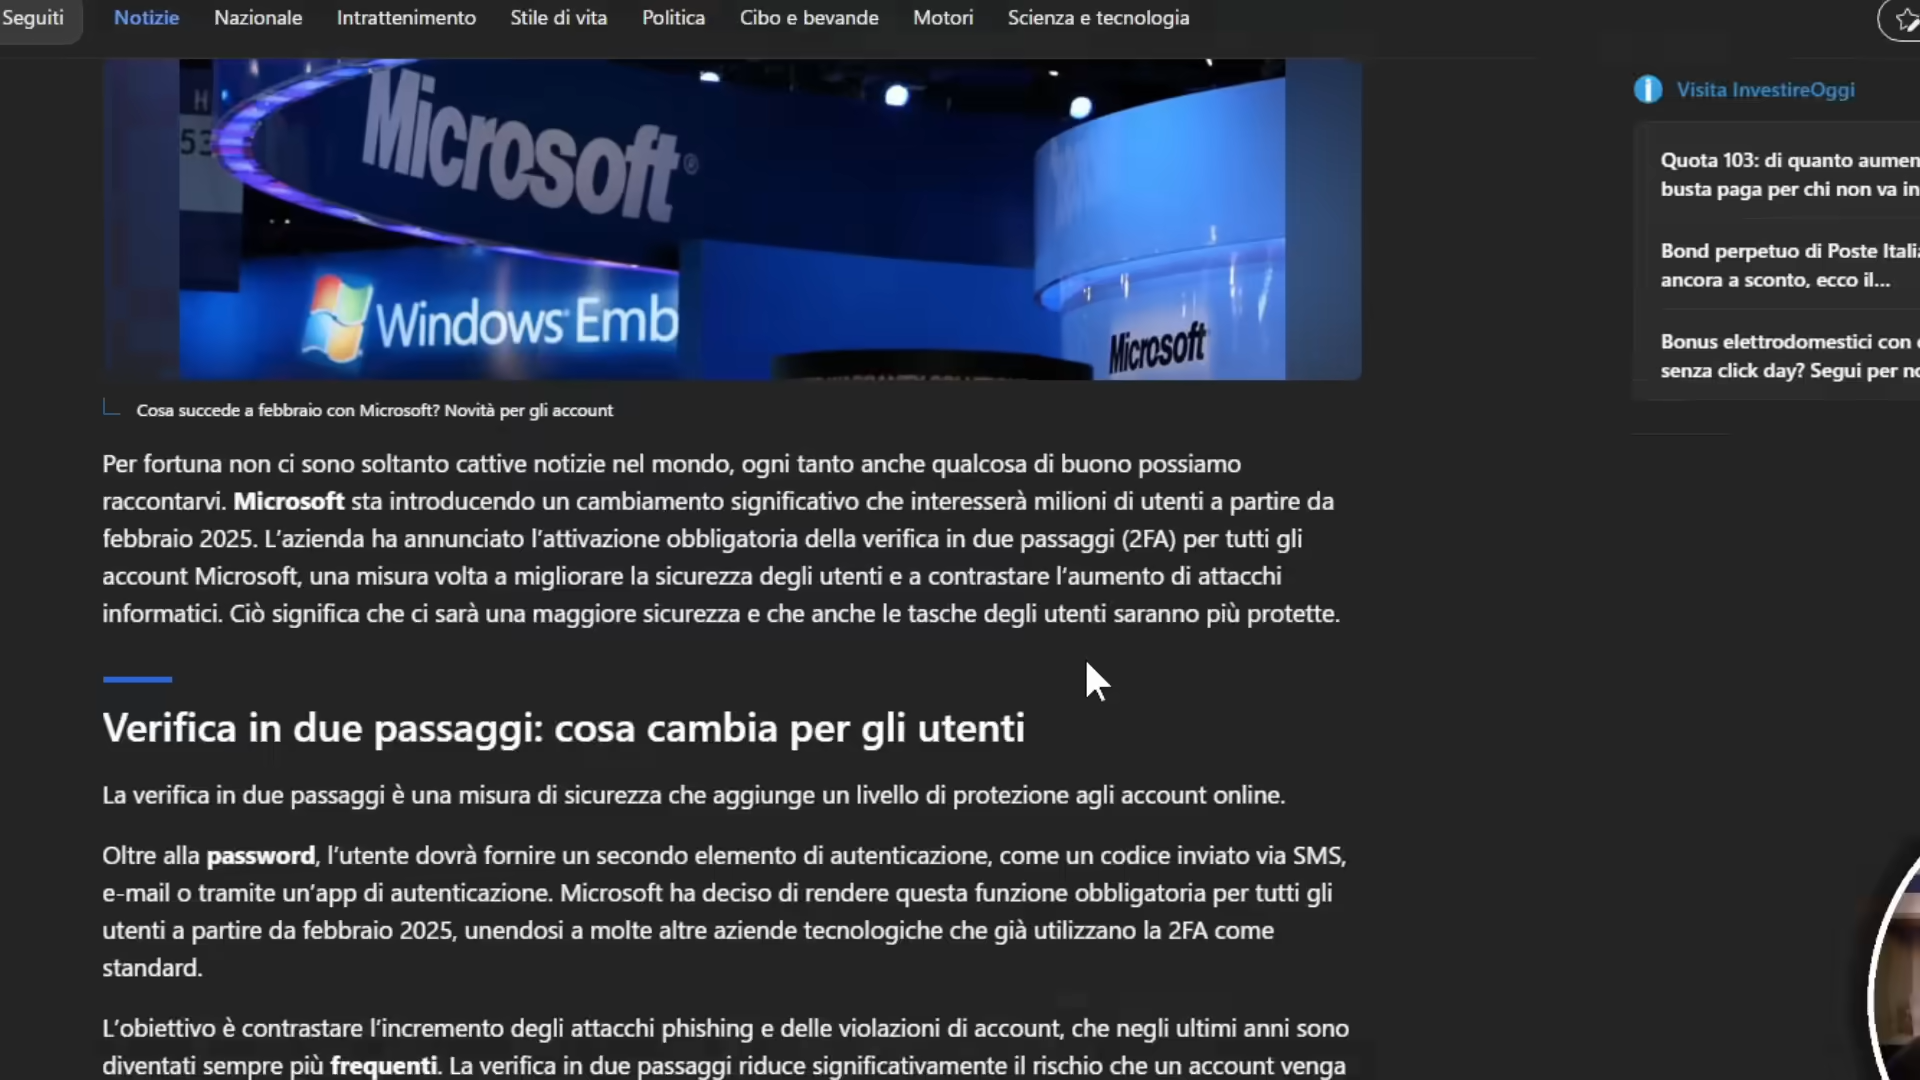 Seguiti
Notizie
Nazionale
Intrattenimento
Stile di vita
Politica
Cibo e bevande
Motori
Scienza e tecnologia
H
53
Microsoft®
Windows Emb
Microsoft
Cosa succede a febbraio con Microsoft? Novità per gli account
Per fortuna non ci sono soltanto cattive notizie nel mondo, ogni tanto anche qualcosa di buono possiamo
raccontarvi. Microsoft sta introducendo un cambiamento significativo che interesserà milioni di utenti a partire da
febbraio 2025. L'azienda ha annunciato l'attivazione obbligatoria della verifica in due passaggi (2FA) per tutti gli
account Microsoft, una misura volta a migliorare la sicurezza degli utenti e a contrastare l'aumento di attacchi
informatici. Ciò significa che ci sarà una maggiore sicurezza e che anche le tasche degli utenti saranno più protette.
Verifica in due passaggi: cosa cambia per gli utenti
La verifica in due passaggi è una misura di sicurezza che aggiunge un livello di protezione agli account online.
Oltre alla password, l'utente dovrà fornire un secondo elemento di autenticazione, come un codice inviato via SMS,
e-mail o tramite un'app di autenticazione. Microsoft ha deciso di rendere questa funzione obbligatoria per tutti gli
utenti a partire da febbraio 2025, unendosi a molte altre aziende tecnologiche che già utilizzano la 2FA come
standard.
L'obiettivo è contrastare l'incremento degli attacchi phishing e delle violazioni di account, che negli ultimi anni sono
diventati sempre più frequenti. La verifica in due passaggi riduce significativamente il rischio che un account venga
Visita InvestireOggi
Quota 103: di quanto aumen
busta paga per chi non va in
Bond perpetuo di Poste Itali
ancora a sconto, ecco il...
Bonus elettrodomestici con
senza click day? Segui per